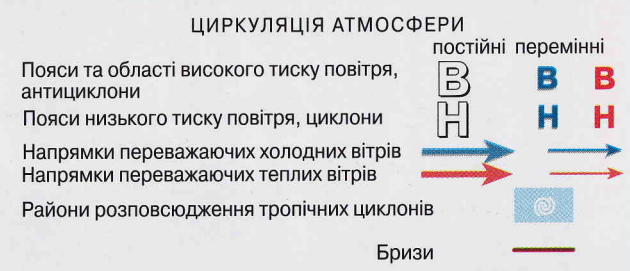 ЦИРКУЛЯЦІЯ АТМОСФЕРИ
постійні перемінні
Пояси та області високого тиску повітря, В В В
антициклони
Пояси низького тиску повітря, циклони Н Н Н
Напрямки переважаючих холодних вітрів
Напрямки переважаючих теплих вітрів
Райони розповсюдження тропічних циклонів
Бризи